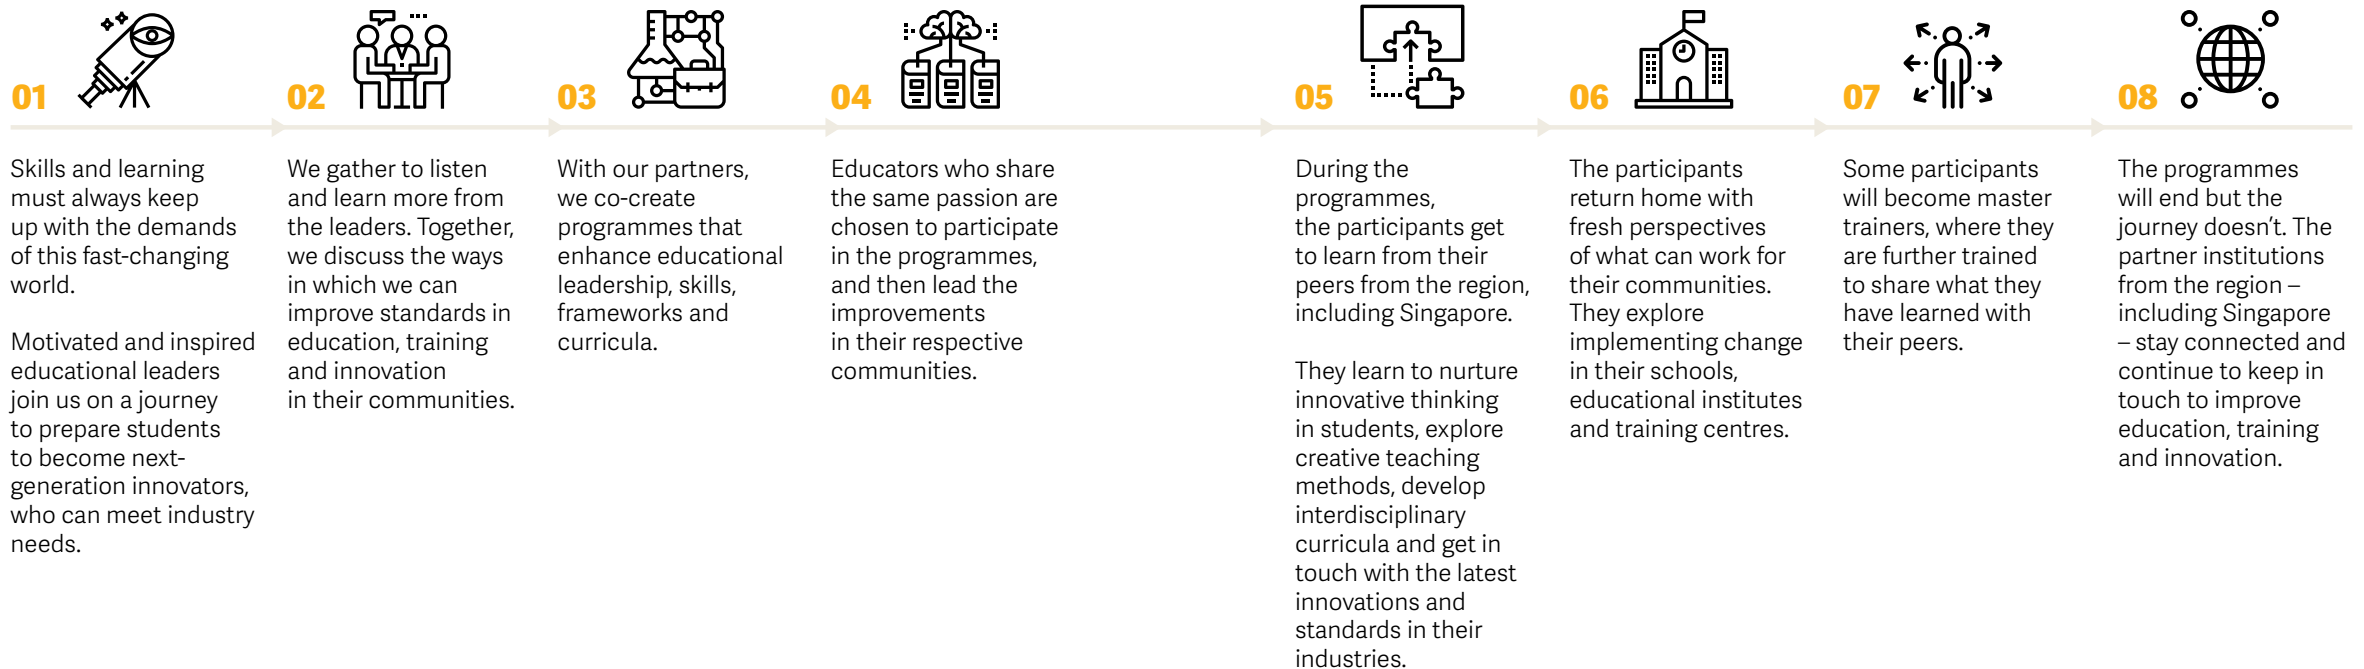 01
Skills and learning
must always keep
up with the demands
of this fast-changing
world.
Motivated and inspired
educational leaders
join us on a journey
to prepare students
to become next-
generation innovators,
who can meet industry
needs.
02
We gather to listen
and learn more from
the leaders. Together,
we discuss the ways
in which we can
improve standards in
education, training
and innovation
in their communities.
03
With our partners,
we co-create
programmes that
enhance educational
leadership, skills,
frameworks and
curricula.
04
Educators who share
the same passion are
chosen to participate
in the programmes,
and then lead the
improvements
in their respective
communities.
05
During the
programmes,
the participants get
to learn from their
peers from the region,
including Singapore.
They learn to nurture
innovative thinking
in students, explore
creative teaching
methods, develop
interdisciplinary
curricula and get in
touch with the latest
innovations and
standards in their
industries.
06
The participants
return home with
fresh perspectives
of what can work for
their communities.
They explore
implementing change
in their schools,
educational institutes
and training centres.
07
Some participants
will become master
trainers, where they
are further trained
to share what they
have learned with
their peers.
08
The programmes
will end but the
journey doesn’t. The
partner institutions
from the region –
including Singapore
– stay connected and
continue to keep in
touch to improve
education, training
and innovation.